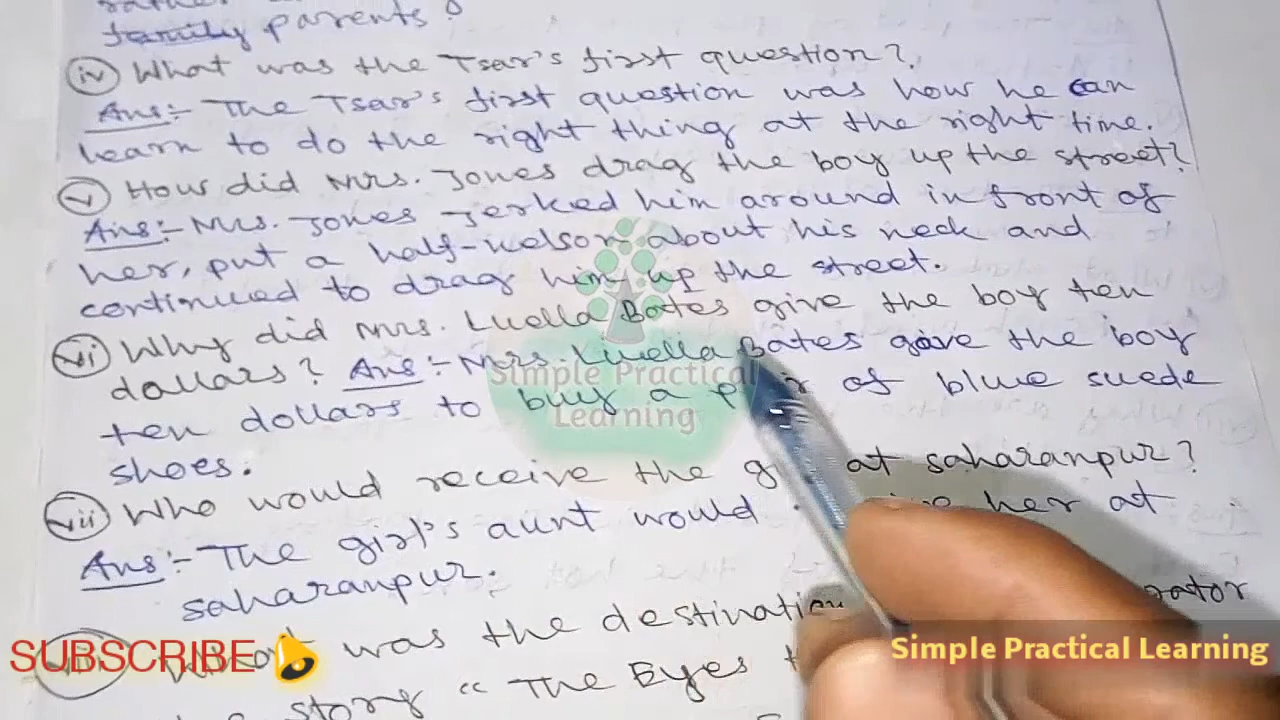 family parents?
(iv) What was the Tsar's first question?
Ans:- The Tsar's first question was how he can
learn to do the right thing at the right time.
(v) How did Mrs. Jones drag the boy up the street?
Ans:- Mrs. Jones jerked him around in front of
her, put a half-nelson about his neck and
continued to drag him up the street.
(vi) Why did Mrs. Luella Bates give the boy ten
dollars? Ans:- Mrs. Luella Bates gave the boy
ten dollars to buy a pair of blue suede
shoes.
(vii) Who would receive the at saharanpur?
Ans:- The girl's aunt would her at
saharanpur.
was the destination
story "The Eyes
Simple Practical
Learning
SUBSCRIBE
Simple Practical Learning